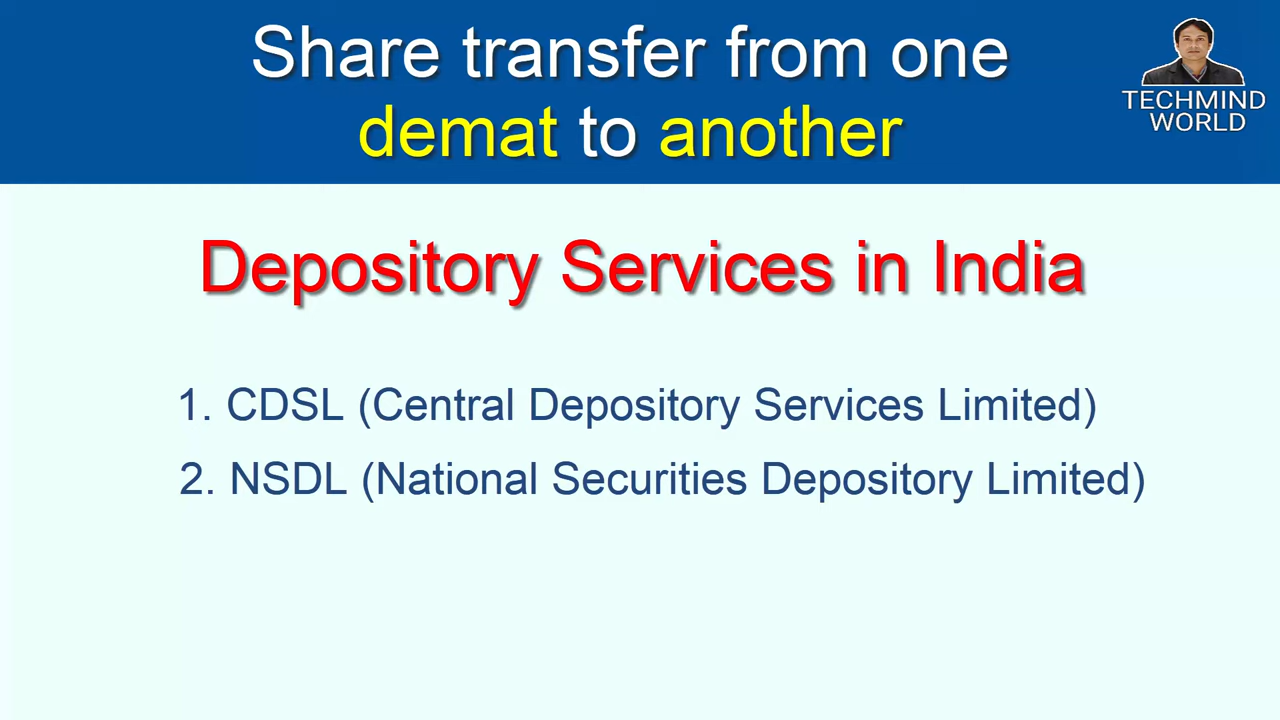 Share transfer from one
demat to another
TECHMIND
WORLD
Depository Services in India
1. CDSL (Central Depository Services Limited)
2. NSDL (National Securities Depository Limited)